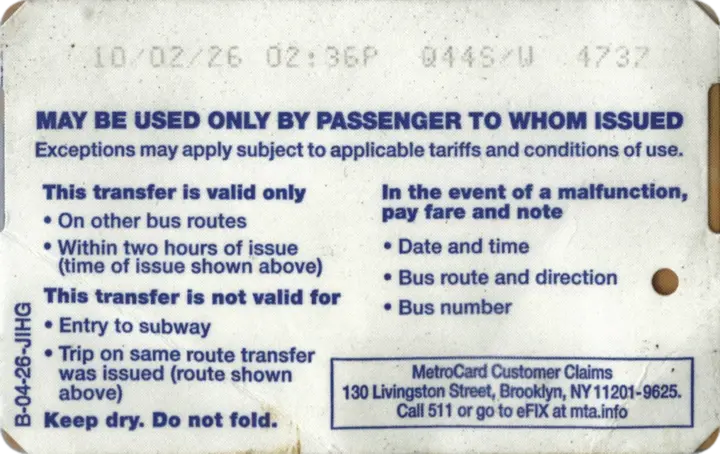 10/02/26 02:36P Q44S/W 4737
MAY BE USED ONLY BY PASSENGER TO WHOM ISSUED
Exceptions may apply subject to applicable tariffs and conditions of use.
This transfer is valid only
• On other bus routes
• Within two hours of issue
(time of issue shown above)
This transfer is not valid for
• Entry to subway
• Trip on same route transfer
was issued (route shown
above)
Keep dry. Do not fold.
In the event of a malfunction,
pay fare and note
• Date and time
• Bus route and direction
• Bus number
MetroCard Customer Claims
130 Livingston Street, Brooklyn, NY 11201-9625.
Call 511 or go to eFIX at mta.info
B-04-26-JIHG